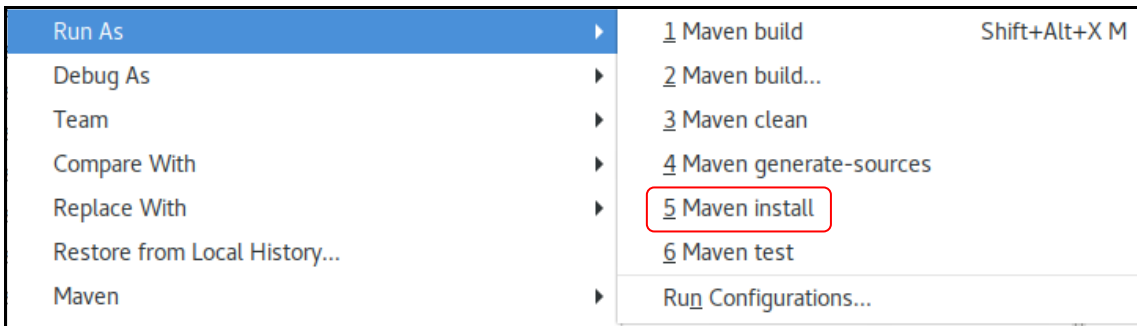 Run As
Debug As
Team
Compare With
Replace With
Restore from Local History...
Maven
1 Maven build Shift+Alt+X M
2 Maven build...
3 Maven clean
4 Maven generate-sources
5 Maven install
6 Maven test
Run Configurations...